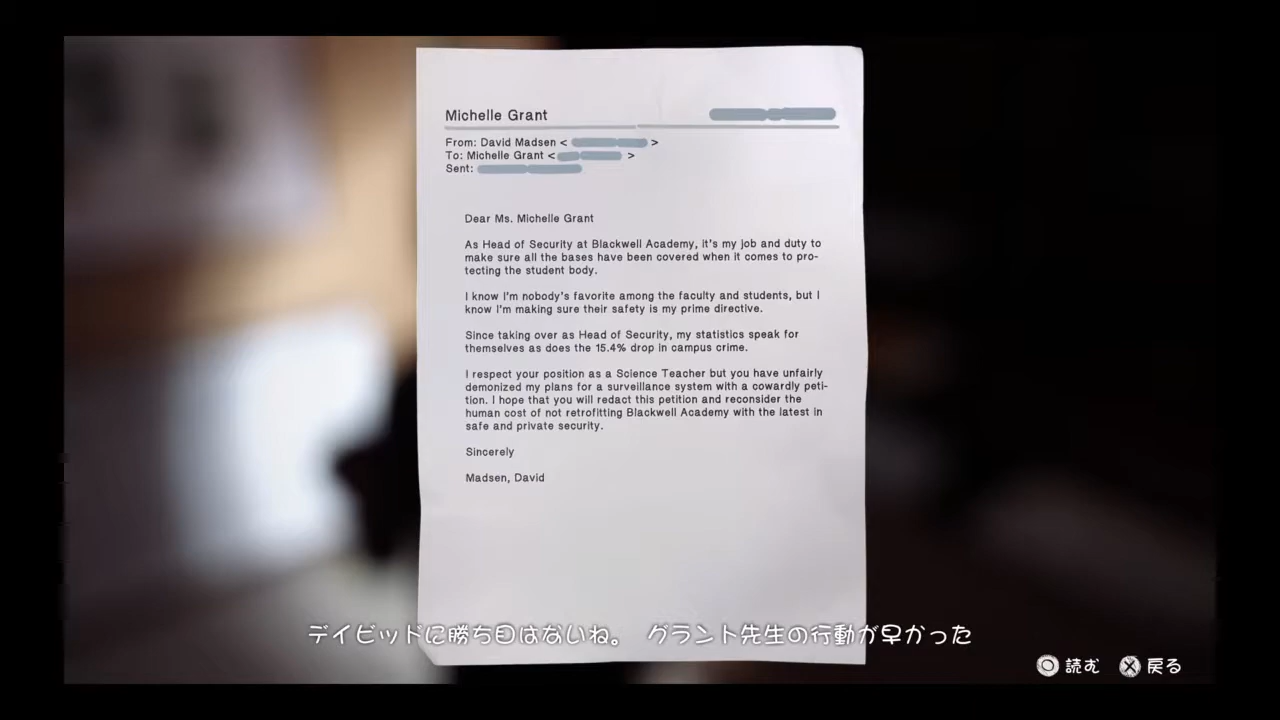 Michelle Grant
From: David Madsen < >
To: Michelle Grant < >
Sent:
Dear Ms. Michelle Grant
As Head of Security at Blackwell Academy, it's my job and duty to
make sure all the bases have been covered when it comes to pro-
tecting the student body.
I know I'm nobody's favorite among the faculty and students, but I
know I'm making sure their safety is my prime directive.
Since taking over as Head of Security, my statistics speak for
themselves as does the 15.4% drop in campus crime.
I respect your position as a Science Teacher but you have unfairly
demonized my plans for a surveillance system with a cowardly peti-
tion. I hope that you will redact this petition and reconsider the
human cost of not retrofitting Blackwell Academy with the latest in
safe and private security.
Sincerely
Madsen, David
デイビッドに勝ち目はないね。 グラント先生の行動が早かった
読む 戻る